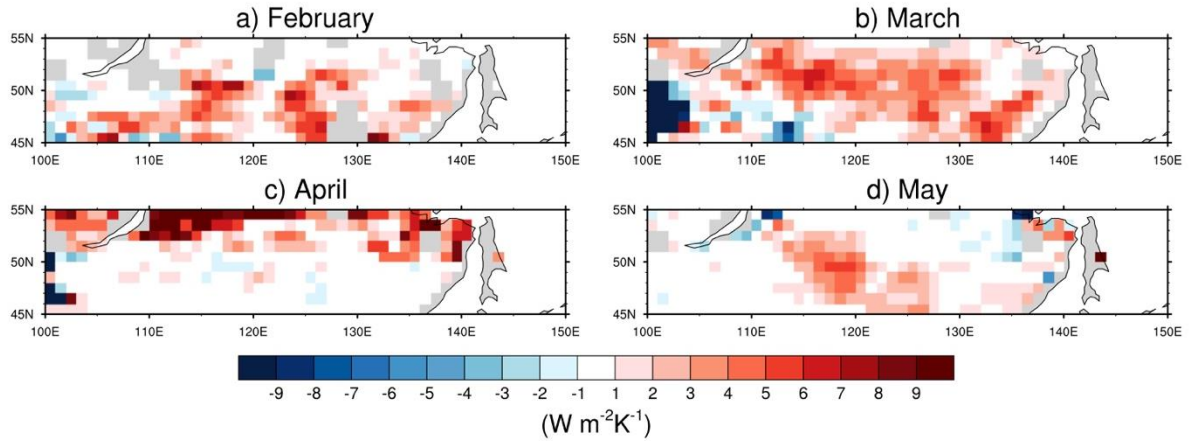 a) February
b) March
55N
50N
45N
100E 110E 120E 130E 140E 150E
55N
50N
45N
100E 110E 120E 130E 140E 150E
c) April
d) May
55N
50N
45N
100E 110E 120E 130E 140E 150E
55N
50N
45N
100E 110E 120E 130E 140E 150E
-9 -8 -7 -6 -5 -4 -3 -2 -1 1 2 3 4 5 6 7 8 9
(W m⁻²K⁻¹)